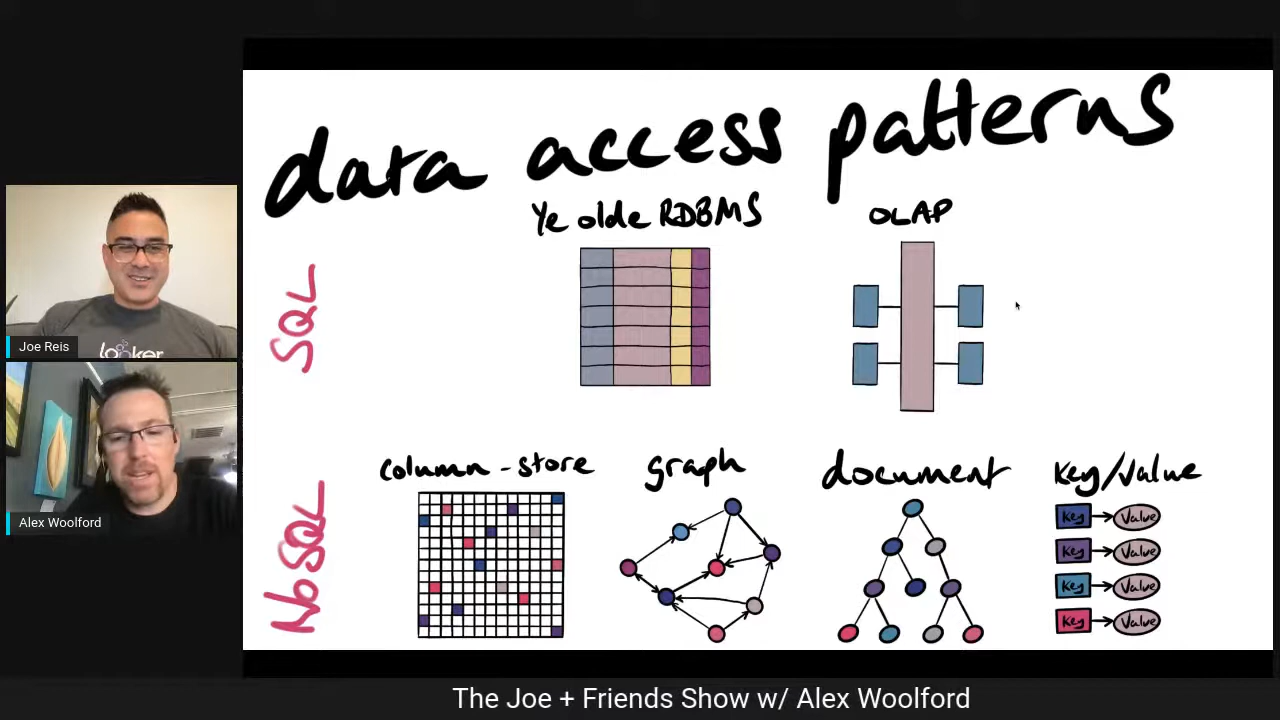 data access patterns
Ye olde RDBMS
OLAP
SQL
column-store
graph
document
Key/Value
NoSQL
Key
Value
Key
Value
Key
Value
Key
Value
looker
Joe Reis
Alex Woolford
The Joe + Friends Show w/ Alex Woolford